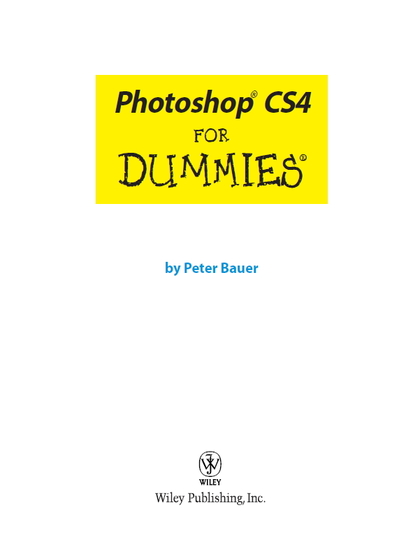 Photoshop® CS4
FOR
DUMMIES®
by Peter Bauer
WILEY
Wiley Publishing, Inc.